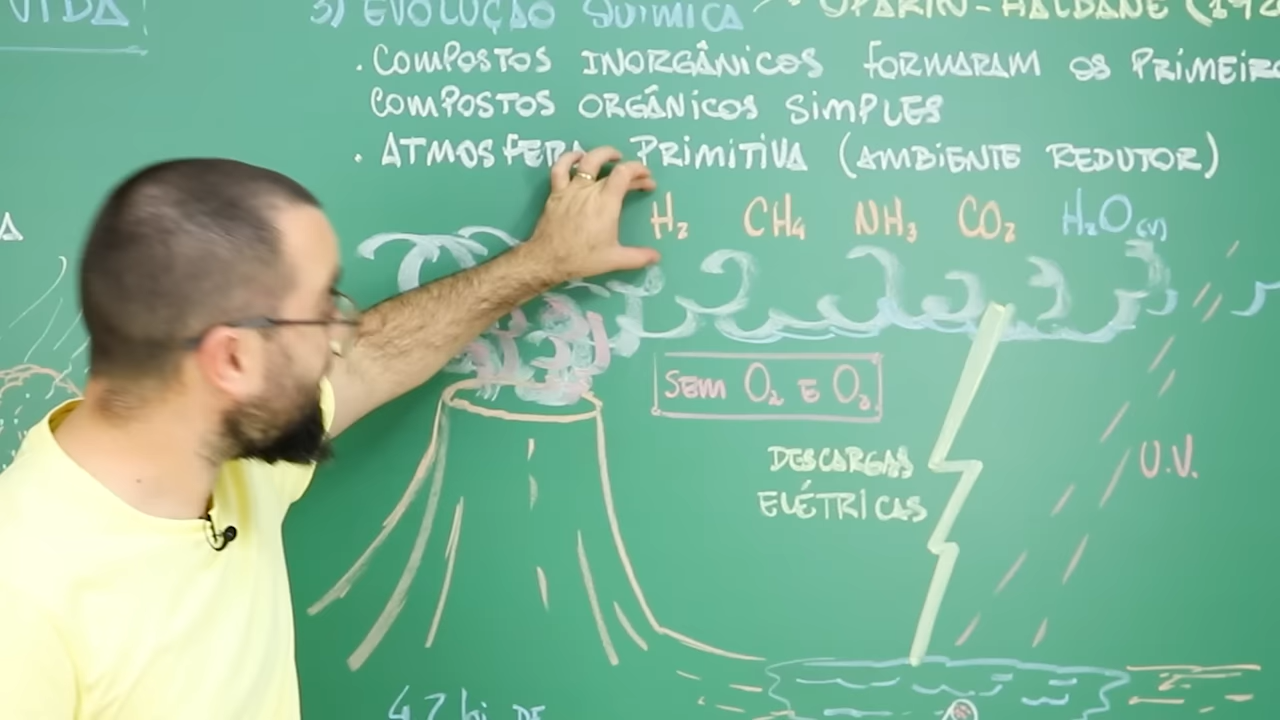 VIDA
3) EVOLUÇÃO QUÍMICA → OPARIN-HALDANE (192
. COMPOSTOS INORGÂNICOS FORMARAM OS PRIMEIRO
COMPOSTOS ORGÂNICOS SIMPLES
. ATMOSFERA PRIMITIVA (AMBIENTE REDUTOR)
H₂ CH₄ NH₃ CO₂ H₂O(V)
SEM O₂ E O₃
DESCARGAS
ELÉTRICAS
U.V.
4,7 bi DE